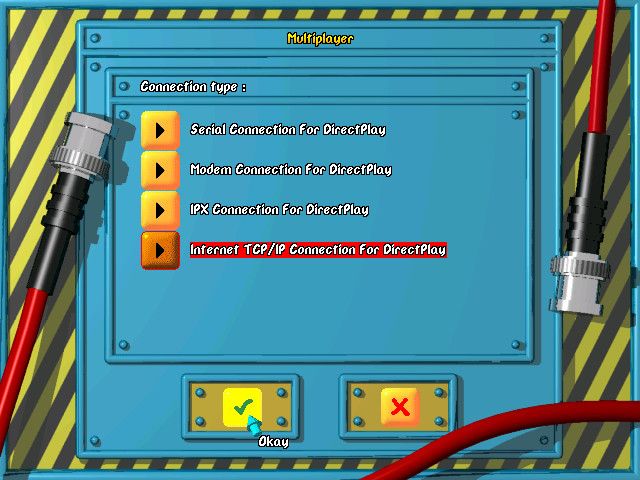 Multiplayer
Connection type :
Serial Connection For DirectPlay
Modem Connection For DirectPlay
IPX Connection For DirectPlay
Internet TCP/IP Connection For DirectPlay
Okay